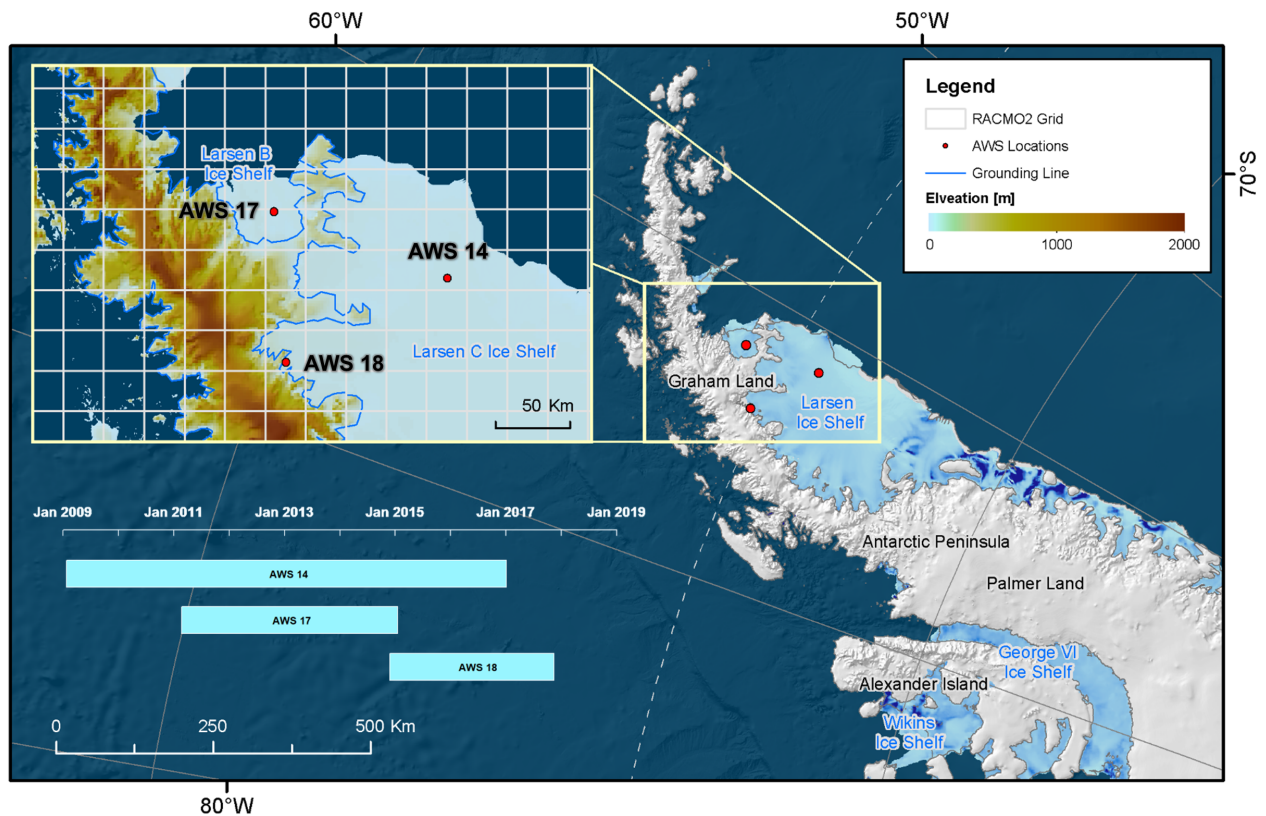 60°W
50°W
70°S
80°W
Larsen B
Ice Shelf
AWS 17
AWS 14
AWS 18
Larsen C Ice Shelf
50 Km
Legend
RACMO2 Grid
AWS Locations
Grounding Line
Elveation [m]
0 1000 2000
Graham Land
Larsen
Ice Shelf
Antarctic Peninsula
Palmer Land
George VI
Ice Shelf
Alexander Island
Wikins
Ice Shelf
Jan 2009 Jan 2011 Jan 2013 Jan 2015 Jan 2017 Jan 2019
AWS 14
AWS 17
AWS 18
0 250 500 Km